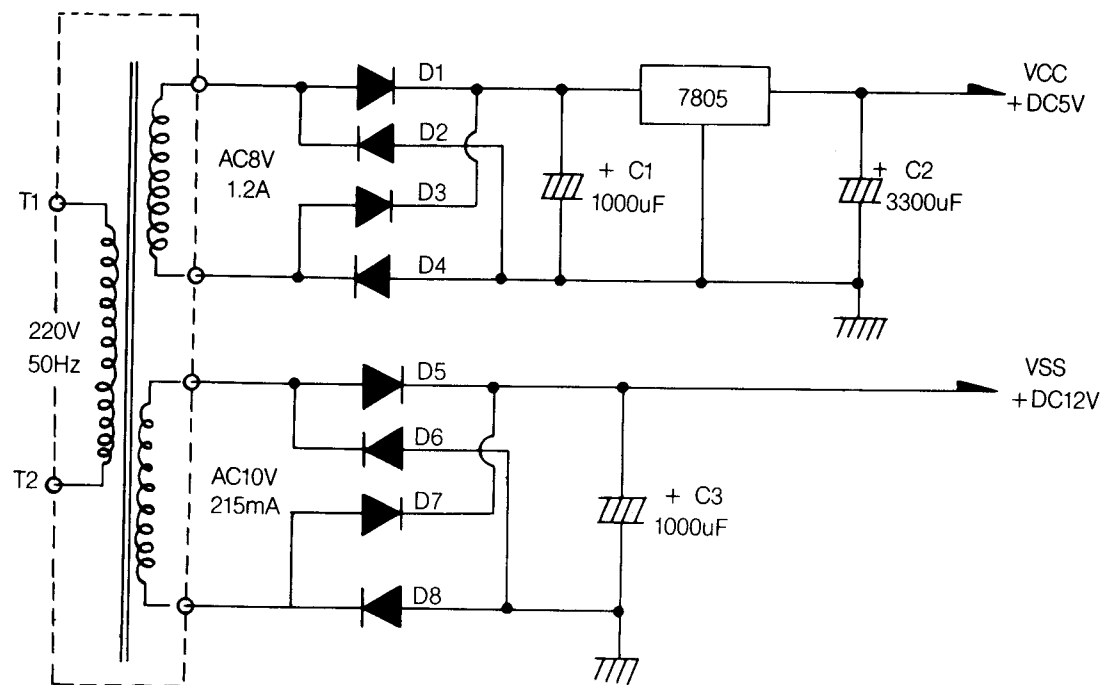 D1
7805
VCC
+DC5V
D2
AC8V
1.2A
+ C1
1000uF
+ C2
3300uF
T1
D3
D4
220V
50Hz
D5
VSS
+DC12V
D6
T2
AC10V
215mA
D7
+ C3
1000uF
D8